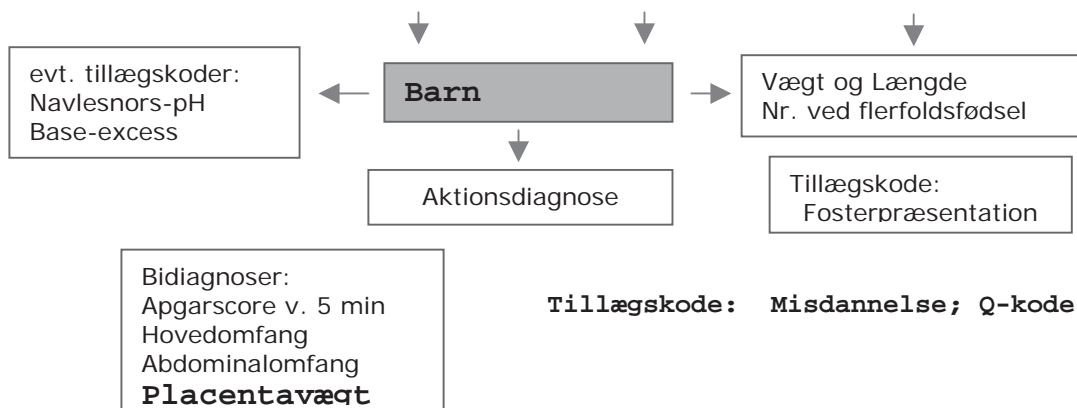 evt. tillægskoder:
Navlesnors-pH
Base-excess
Barn
Vægt og Længde
Nr. ved flerfoldsfødsel
Aktionsdiagnose
Tillægskode:
Fosterpræsentation
Bidiagnoser:
Apgarscore v. 5 min
Hovedomfang
Abdominalomfang
Placentavægt
Tillægskode: Misdannelse; Q-kode